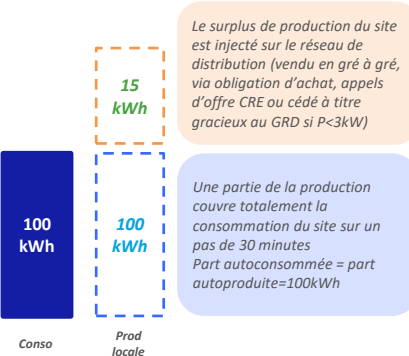 Le surplus de production du site
est injecté sur le réseau de
distribution (vendu en gré à gré,
via obligation d'achat, appels
d'offre CRE ou cédé à titre
gracieux au GRD si P<3kW)
15
kWh
100
kWh
100
kWh
Une partie de la production
couvre totalement la
consommation du site sur un
pas de 30 minutes
Part autoconsommée = part
autoproduite=100kWh
Conso
Prod
locale